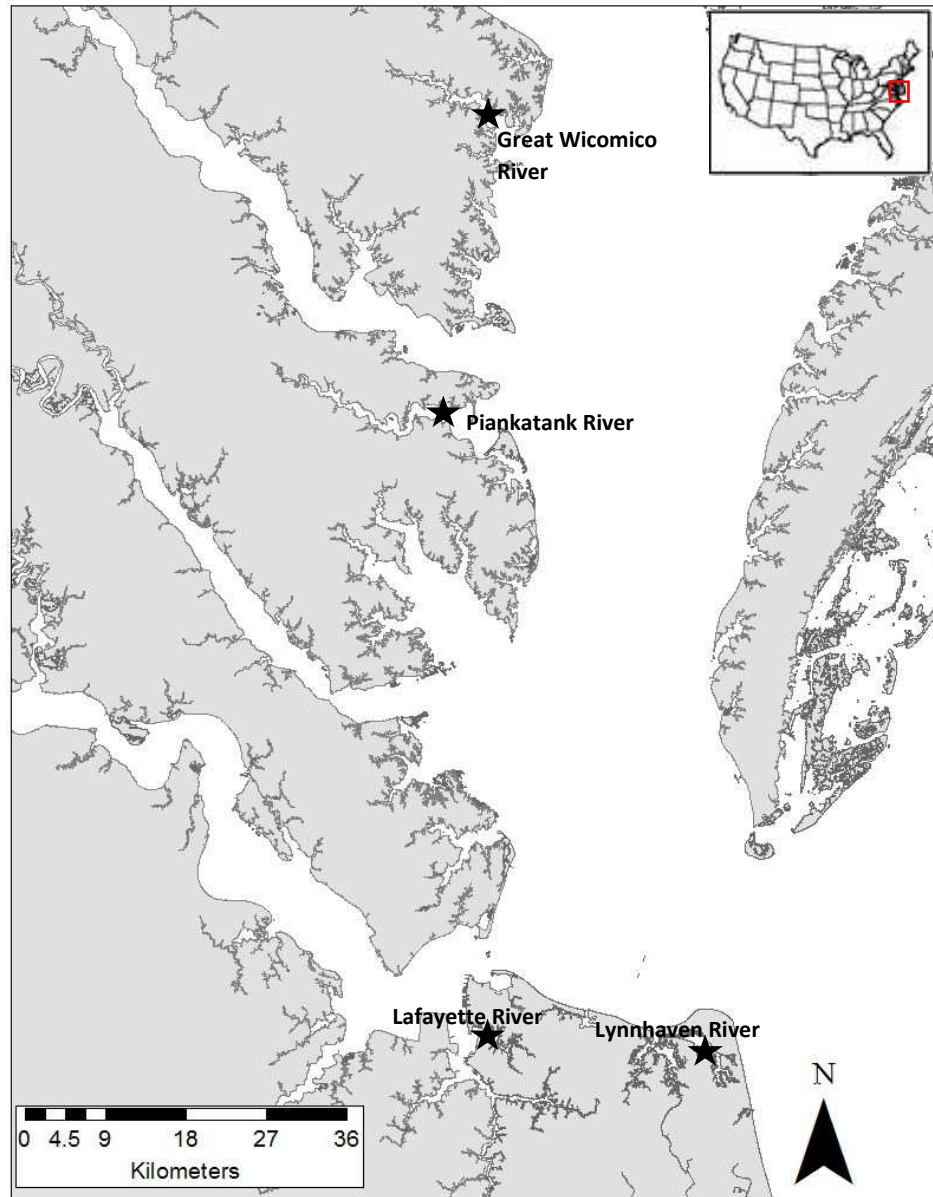 Great Wicomico
River
Piankatank River
Lafayette River
Lynnhaven River
N
0 4.5 9 18 27 36
Kilometers